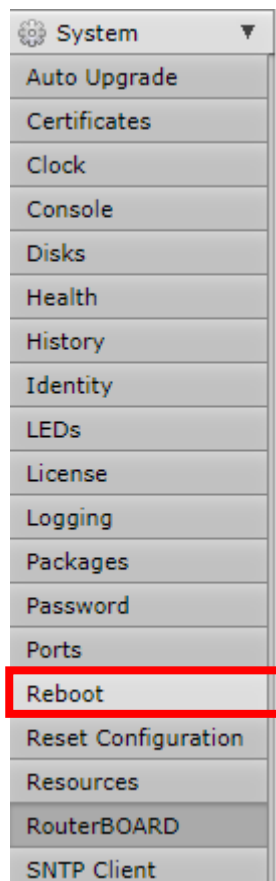 System
Auto Upgrade
Certificates
Clock
Console
Disks
Health
History
Identity
LEDs
License
Logging
Packages
Password
Ports
Reboot
Reset Configuration
Resources
RouterBOARD
SNTP Client